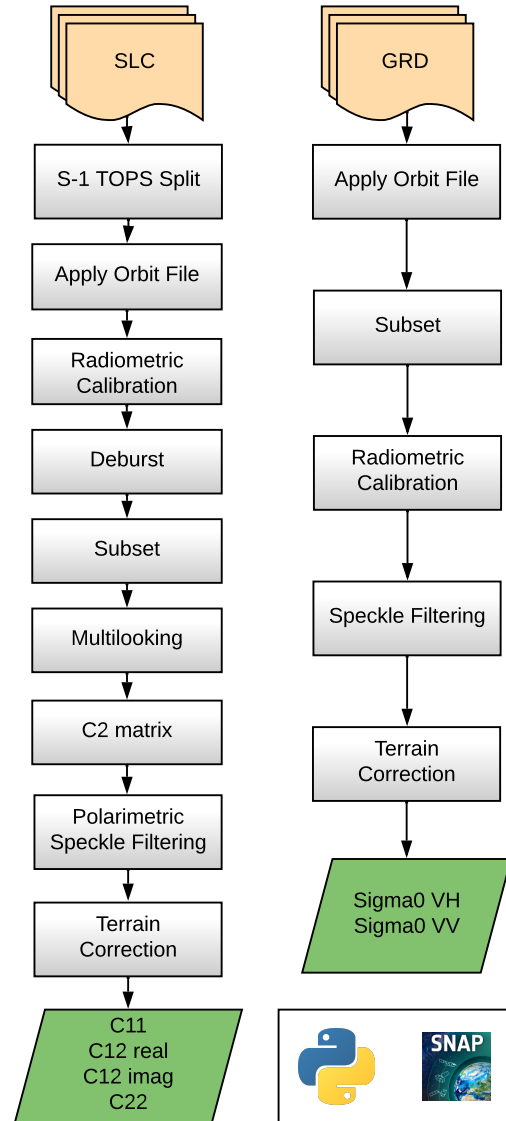 SLC
S-1 TOPS Split
Apply Orbit File
Radiometric
Calibration
Deburst
Subset
Multilooking
C2 matrix
Polarimetric
Speckle Filtering
Terrain
Correction
C11
C12 real
C12 imag
C22
GRD
Apply Orbit File
Subset
Radiometric
Calibration
Speckle Filtering
Terrain
Correction
Sigma0 VH
Sigma0 VV
SNAP